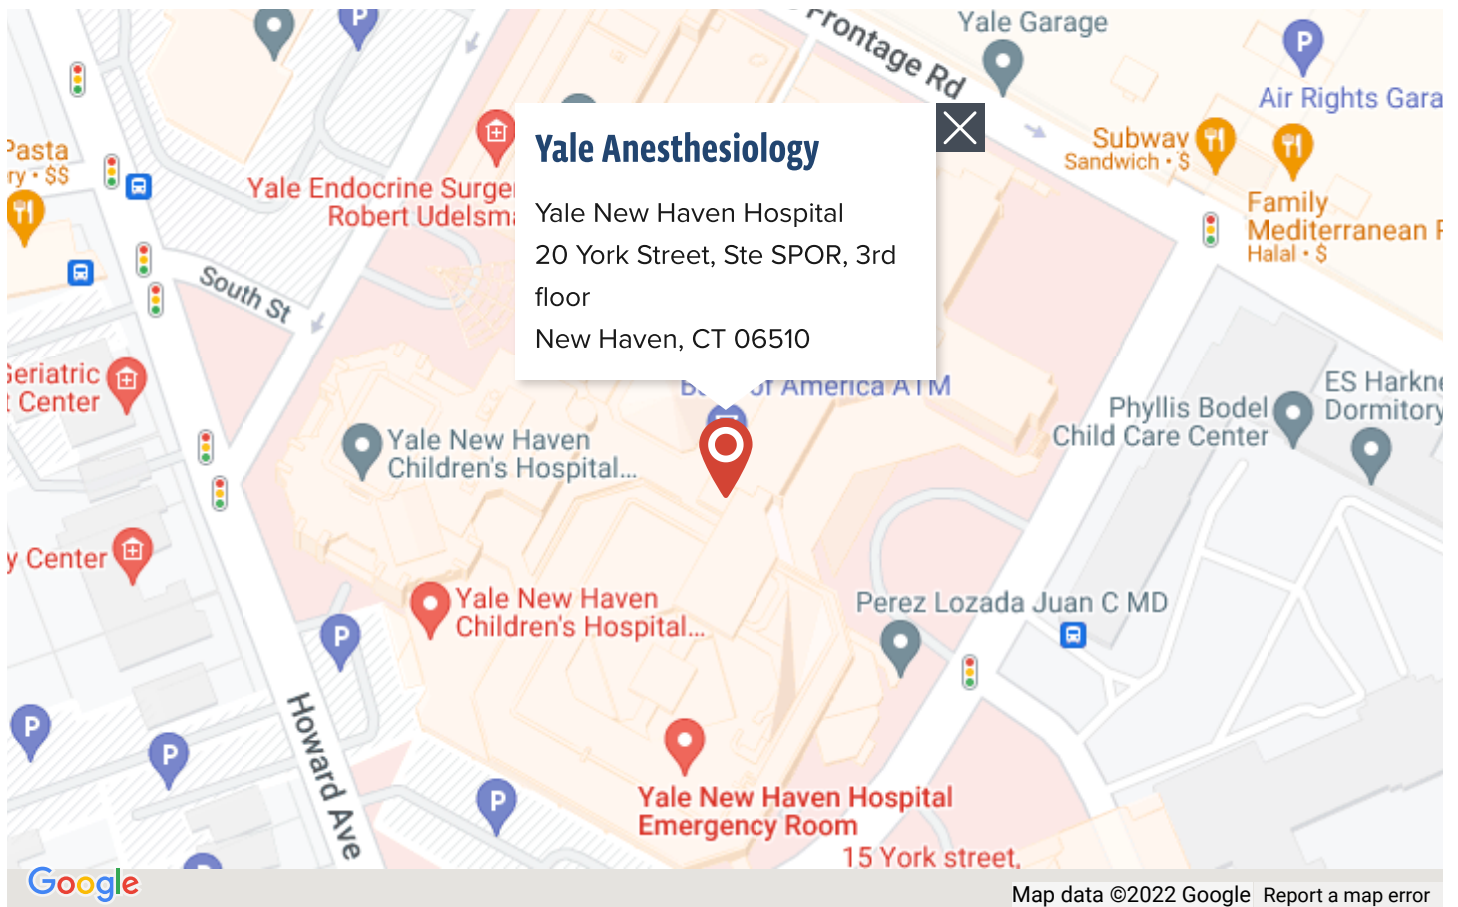 Frontage Rd
Yale Garage
P
P
Air Rights Gara
Subway
Sandwich • $
Family
Mediterranean
Halal • $
Pasta
ry • $$
Yale Endocrine Surge
Robert Udelsma
Yale Anesthesiology
Yale New Haven Hospital
20 York Street, Ste SPOR, 3rd
floor
New Haven, CT 06510
South St
of America ATM
eriatric
Center
ES Harkne
Dormitory
Phyllis Bodel
Child Care Center
Yale New Haven
Children's Hospital...
y Center
Yale New Haven
Children's Hospital...
Perez Lozada Juan C MD
P
P
P
P
Howard Ave
Yale New Haven Hospital
Emergency Room
15 York street,
Google
Map data ©2022 Google
Report a map error